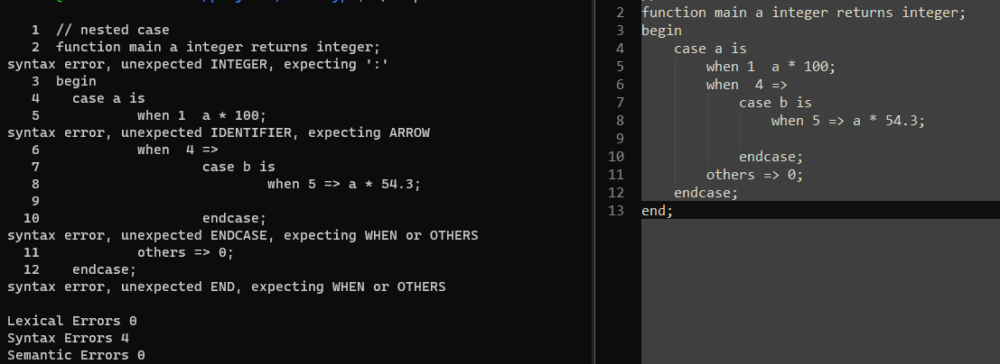 1 // nested case
2 function main a integer returns integer;
syntax error, unexpected INTEGER, expecting ':'
3 begin
4 case a is
5 when 1 a * 100;
syntax error, unexpected IDENTIFIER, expecting ARROW
6 when 4 =>
7 case b is
8 when 5 => a * 54.3;
9
10 endcase;
syntax error, unexpected ENDCASE, expecting WHEN or OTHERS
11 others => 0;
12 endcase;
syntax error, unexpected END, expecting WHEN or OTHERS
Lexical Errors 0
Syntax Errors 4
Semantic Errors 0
2 function main a integer returns integer;
3 begin
4 case a is
5 when 1 a * 100;
6 when 4 =>
7 case b is
8 when 5 => a * 54.3;
9
10 endcase;
11 others => 0;
12 endcase;
13 end;